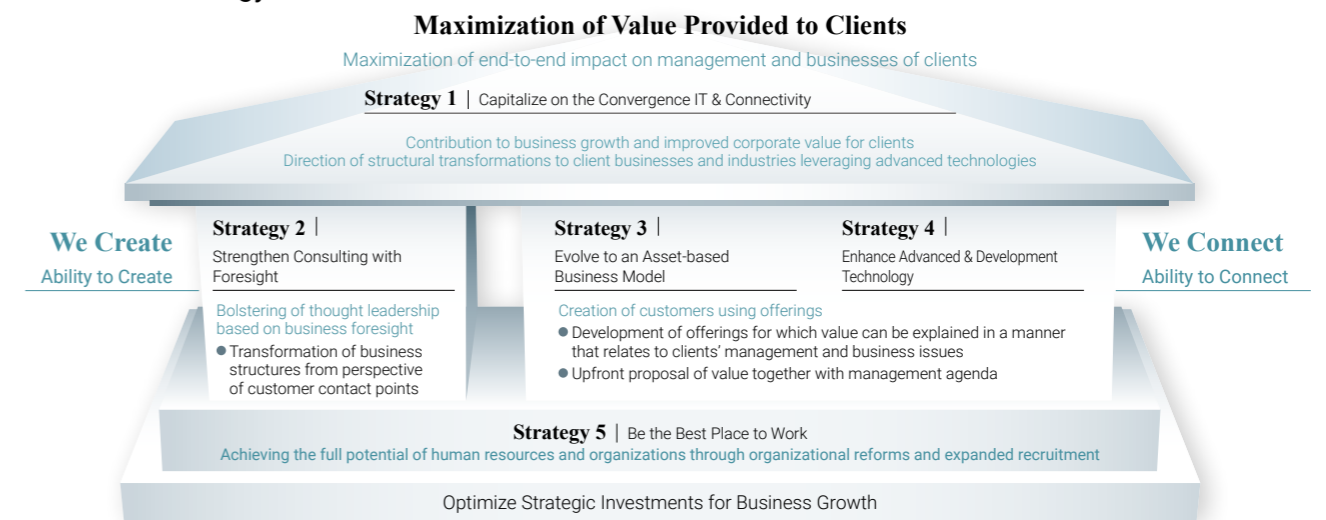 gy
Maximization of Value Provided to Clients
Maximization of end-to-end impact on management and businesses of clients
Strategy 1 | Capitalize on the Convergence IT & Connectivity
Contribution to business growth and improved corporate value for clients
Direction of structural transformations to client businesses and industries leveraging advanced technologies
We Create
Ability to Create
Strategy 2 |
Strengthen Consulting with
Foresight
Bolstering of thought leadership
based on business foresight
● Transformation of business
structures from perspective
of customer contact points
Strategy 3 |
Evolve to an Asset-based
Business Model
Strategy 4 |
Enhance Advanced & Development
Technology
Creation of customers using offerings
● Development of offerings for which value can be explained in a manner
that relates to clients' management and business issues
● Upfront proposal of value together with management agenda
We Connect
Ability to Connect
Strategy 5 | Be the Best Place to Work
Achieving the full potential of human resources and organizations through organizational reforms and expanded recruitment
Optimize Strategic Investments for Business Growth